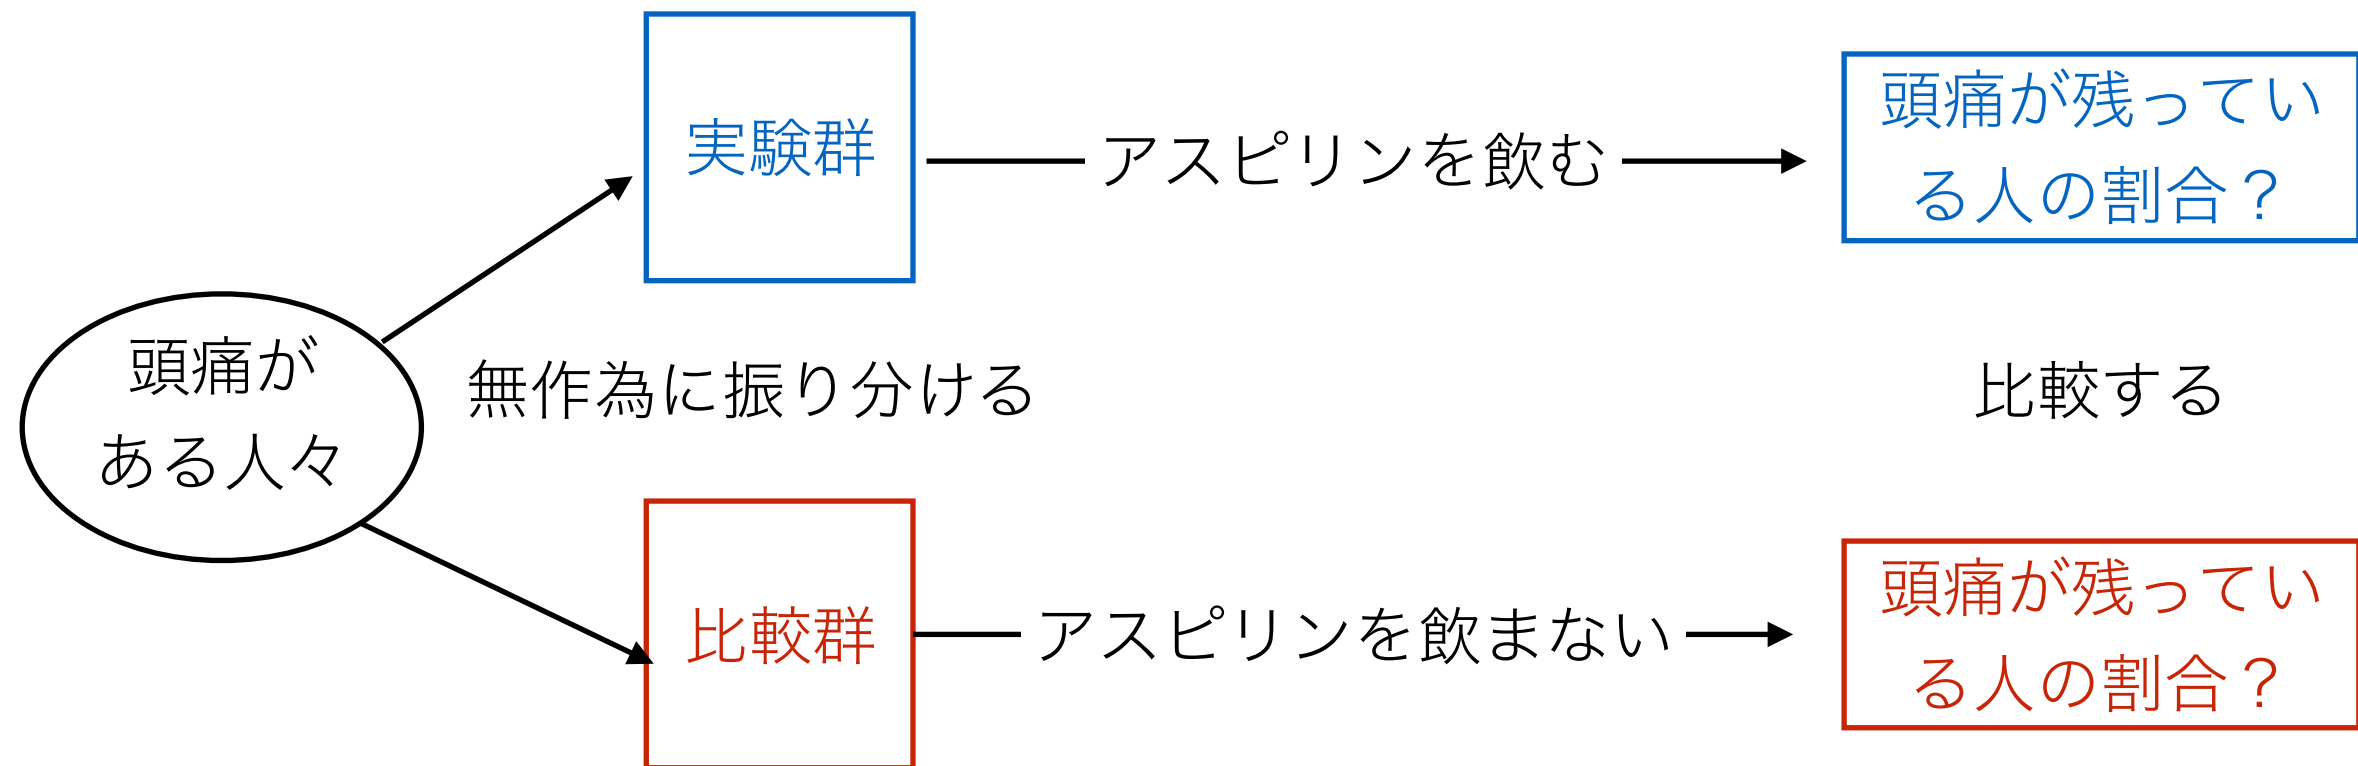 頭痛が
ある人々
無作為に振り分ける
実験群
アスピリンを飲む
頭痛が残ってい
る人の割合？
比較する
比較群
アスピリンを飲まない
頭痛が残ってい
る人の割合？